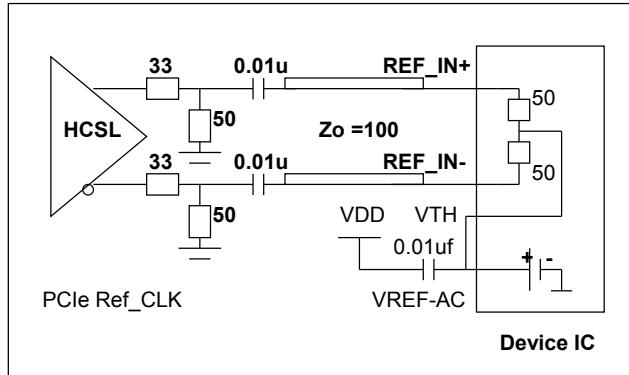 33
0.01u
REF_IN+
50
HCSL
50
Zo =100
33
0.01u
REF_IN-
50
50
VDD
VTH
0.01uf
+ -
PCIe Ref_CLK
VREF-AC
Device IC